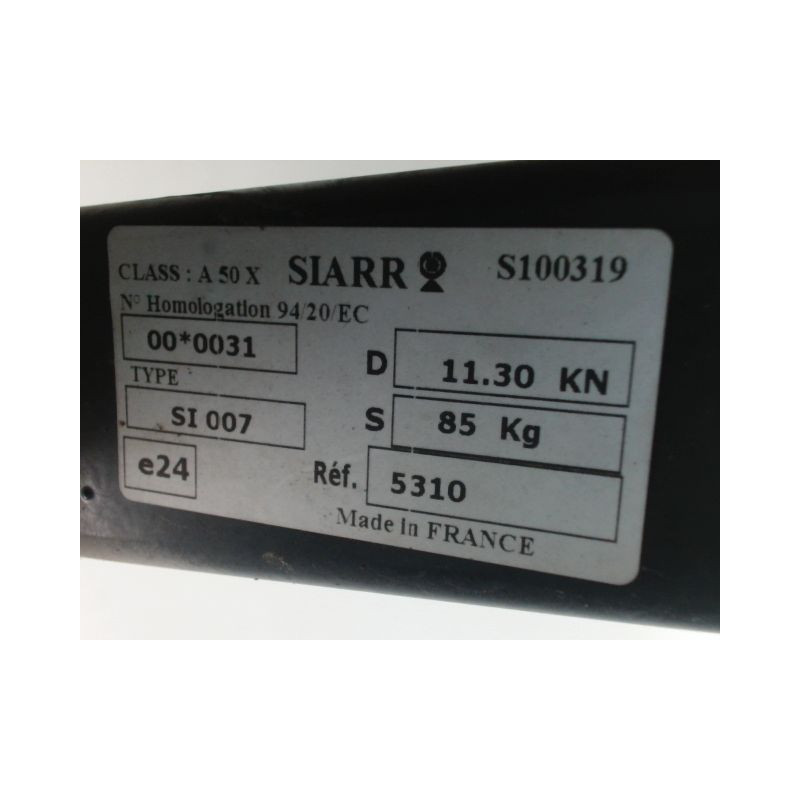 CLASS : A 50 X SIARR S100319
N° Homologation 94/20/EC
00*0031
D 11.30 KN
TYPE
SI 007
S 85 Kg
e24
Réf. 5310
Made in FRANCE